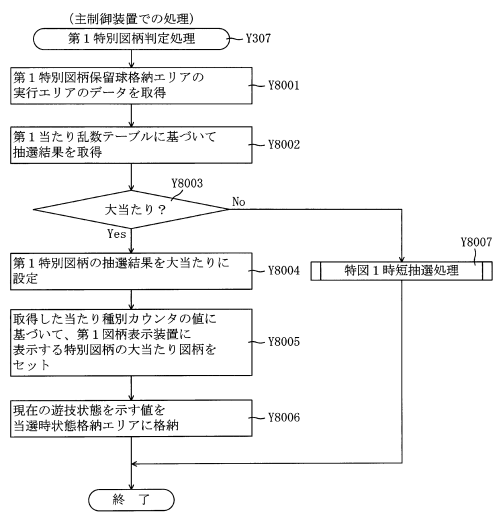 (主制御装置での処理)
第1特別図柄判定処理
Y307
第1特別図柄保留球格納エリアの
実行エリアのデータを取得
Y8001
第1当たり乱数テーブルに基づいて
抽選結果を取得
Y8002
Y8003
大当たり?
No
Yes
Y8007
特図1時短抽選処理
第1特別図柄の抽選結果を大当たりに
設定
Y8004
取得した当たり種別カウンタの値に
基づいて、第1図柄表示装置に
表示する特別図柄の大当たり図柄を
セット
Y8005
現在の遊技状態を示す値を
当選時状態格納エリアに格納
Y8006
終 了